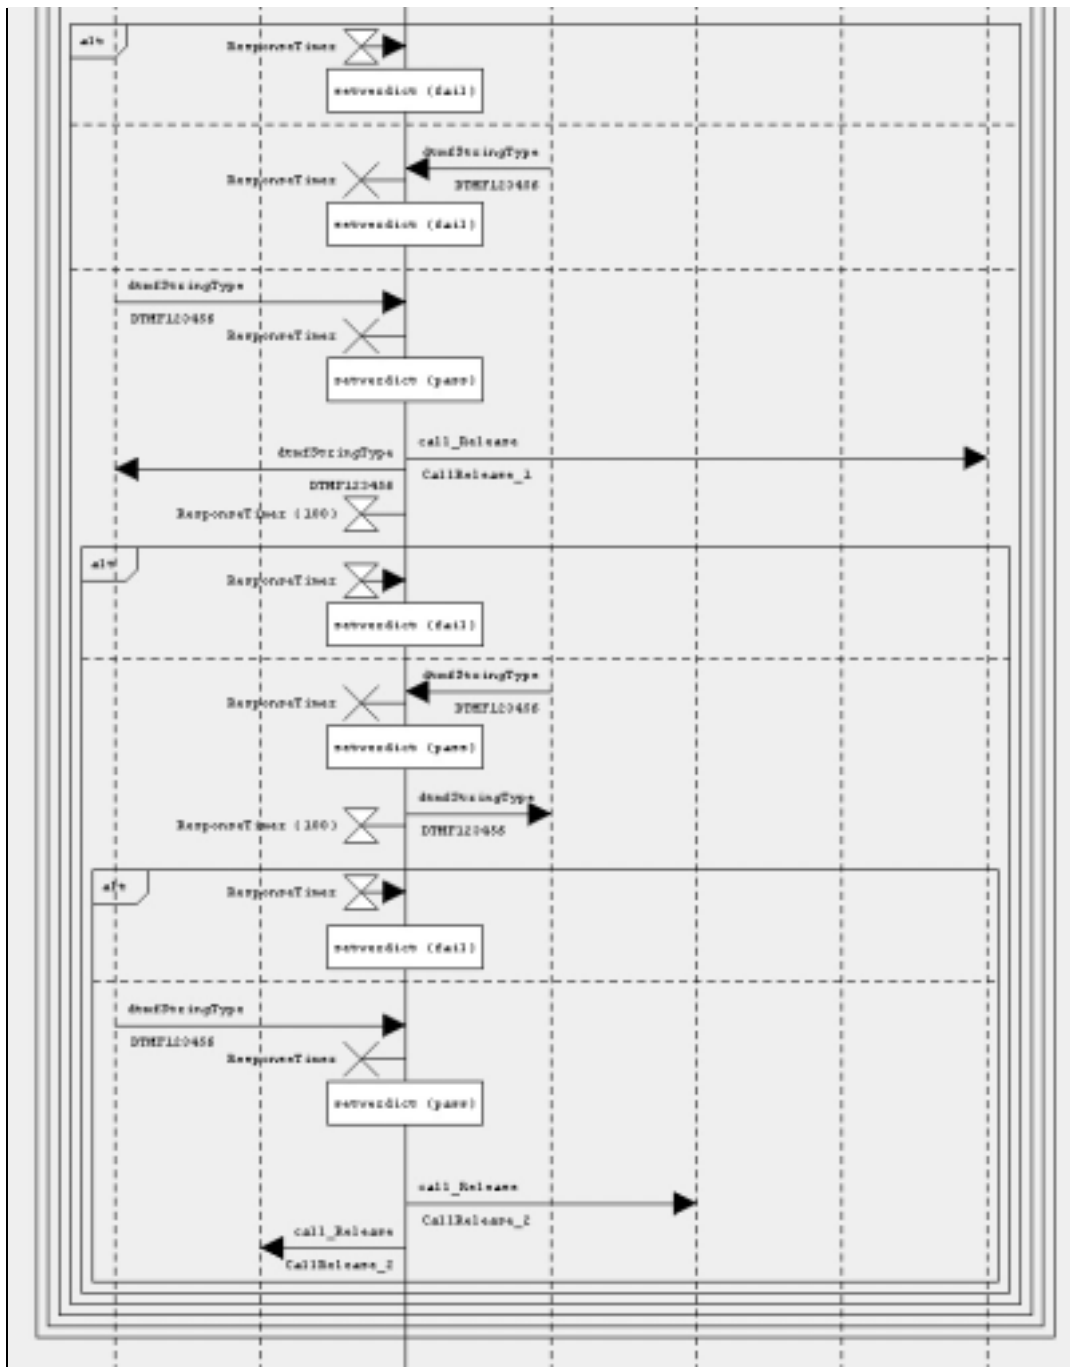 alt
ResponseTimer
setverdict (fail)
dtmfStringType
ResponseTimer
DTMF123456
setverdict (fail)
dtmfStringType
DTMF123456
ResponseTimer
setverdict (pass)
call_Release
dtmfStringType
CallRelease_1
DTMF123456
ResponseTimer (100)
alt
ResponseTimer
setverdict (fail)
dtmfStringType
ResponseTimer
DTMF123456
setverdict (pass)
dtmfStringType
ResponseTimer (100)
DTMF123456
alt
ResponseTimer
setverdict (fail)
dtmfStringType
DTMF123456
ResponseTimer
setverdict (pass)
call_Release
CallRelease_2
call_Release
CallRelease_2